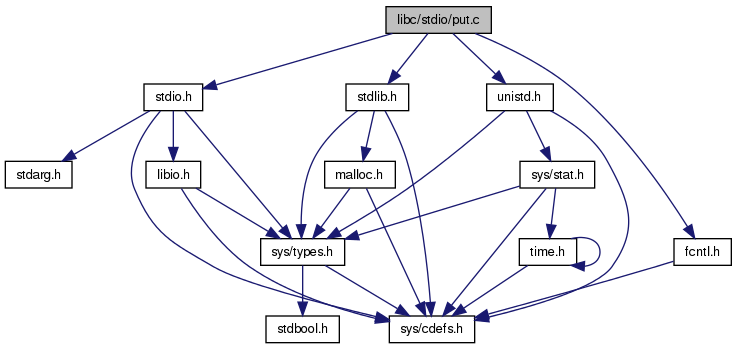 libc/stdio/put.c
stdio.h
stdlib.h
unistd.h
stdarg.h
libio.h
malloc.h
sys/stat.h
sys/types.h
time.h
fcntl.h
stdbool.h
sys/cdefs.h